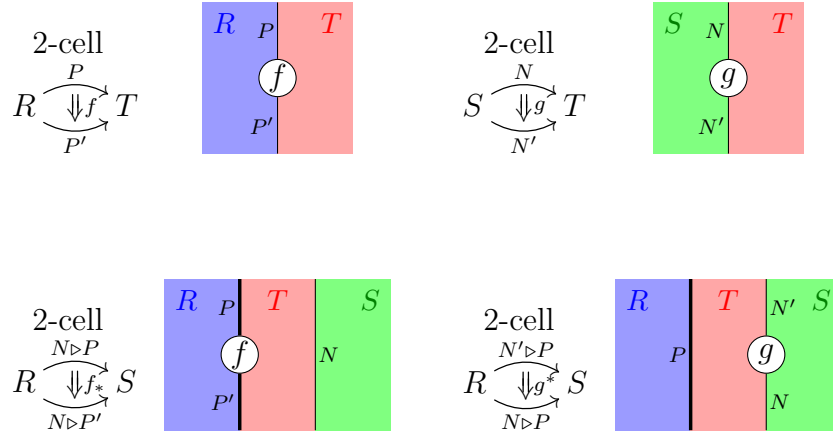 2-cell
P
R ⇓f T
P′
R T
P
f
P′
2-cell
N
S ⇓g T
N′
S T
N
g
N′
2-cell
N▹P
R ⇓f* S
N▹P′
R T S
P
f N
P′
2-cell
N′▹P
R ⇓g* S
N▹P
R T S
N′
P g
N